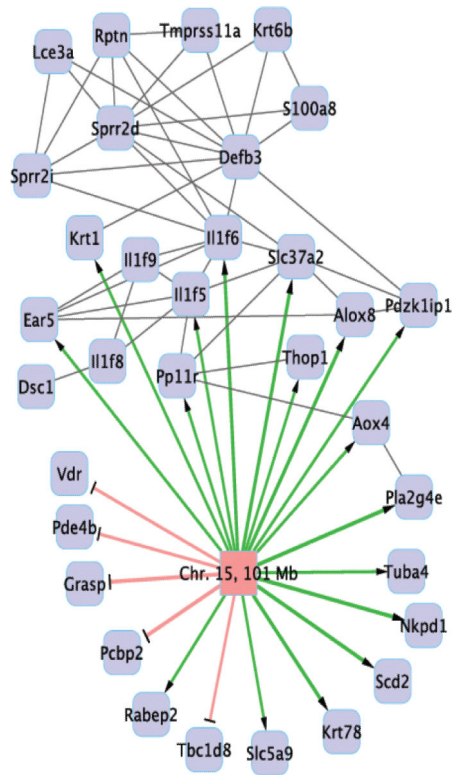 Rptn
Tmprss11a
Krt6b
Lce3a
S100a8
Sprr2d
Defb3
Sprr2i
Krt1
Il1f6
Il1f9
Slc37a2
Il1f5
Pdzk1ip1
Ear5
Alox8
Il1f8
Thop1
Dsc1
Pp11r
Aox4
Vdr
Pla2g4e
Pde4b
Chr. 15, 101 Mb
Tuba4
Grasp
Nkpd1
Pcbp2
Scd2
Rabep2
Krt78
Tbc1d8
Slc5a9